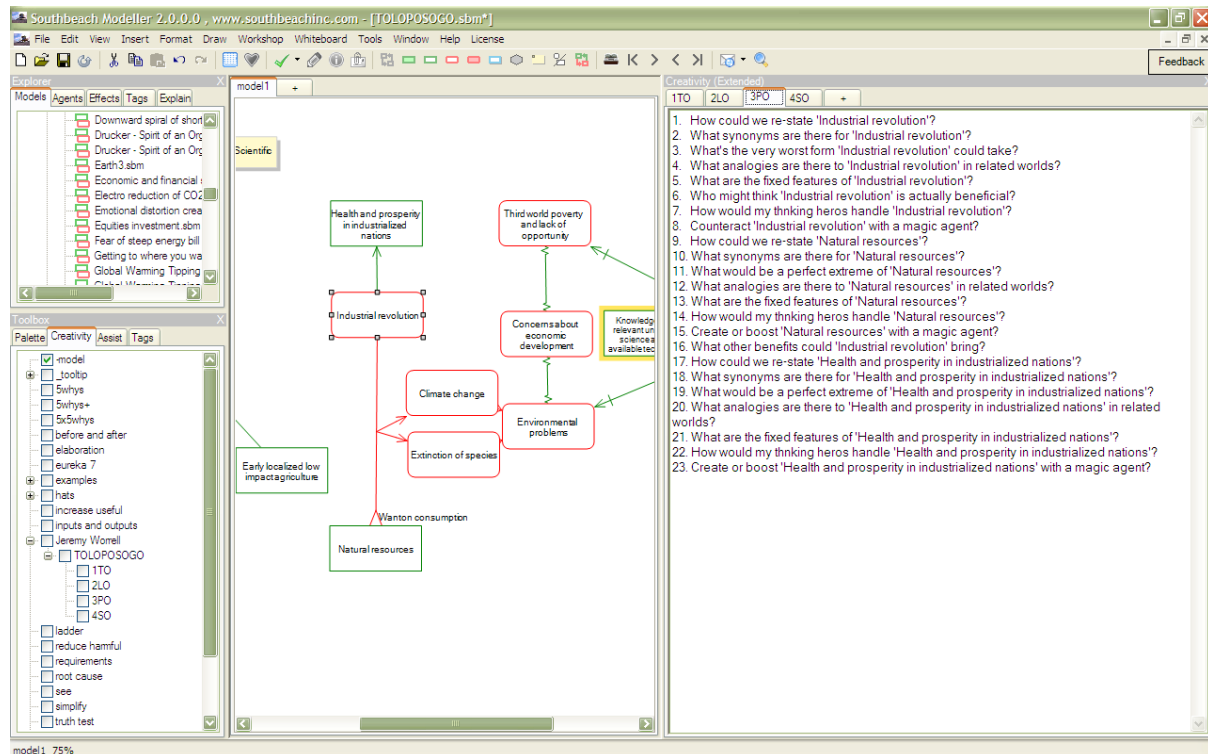 Southbeach Modeller 2.0.0.0 , www.southbeachinc.com - [TOLOPOSOGO.sbm*]
File Edit View Insert Format Draw Workshop Whiteboard Tools Window Help License
Feedback
Explorer X
Models Agents Effects Tags Explain
Downward spiral of short
Drucker - Spirit of an Org
Drucker - Spirit of an Org
Earth3.sbm
Economic and financial
Electro reduction of CO2
Emotional distortion crea
Equities investment.sbm
Fear of steep energy bill
Getting to where you wa
Global Warming Tipping
Toolbox X
Palette Creativity Assist Tags
-model
_tooltip
5whys
5whys+
5x5whys
before and after
elaboration
eureka 7
examples
hats
increase useful
inputs and outputs
Jeremy Worrell
TOLOPOSOGO
1TO
2LO
3PO
4SO
ladder
reduce harmful
requirements
root cause
see
simplify
truth test
model1 +
Scientific
Health and prosperity
in industrialized
nations
Third world poverty
and lack of
opportunity
Industrial revolution
Concerns about
economic
development
Knowledg
relevant un
science a
available tec
Climate change
Environmental
problems
Extinction of species
Early localized low
impact agriculture
Wanton consumption
Natural resources
Creativity (Extended)
1TO 2LO 3PO 4SO +
1. How could we re-state 'Industrial revolution'?
2. What synonyms are there for 'Industrial revolution'?
3. What's the very worst form 'Industrial revolution' could take?
4. What analogies are there to 'Industrial revolution' in related worlds?
5. What are the fixed features of 'Industrial revolution'?
6. Who might think 'Industrial revolution' is actually beneficial?
7. How would my thnking heros handle 'Industrial revolution'?
8. Counteract 'Industrial revolution' with a magic agent?
9. How could we re-state 'Natural resources'?
10. What synonyms are there for 'Natural resources'?
11. What would be a perfect extreme of 'Natural resources'?
12. What analogies are there to 'Natural resources' in related worlds?
13. What are the fixed features of 'Natural resources'?
14. How would my thnking heros handle 'Natural resources'?
15. Create or boost 'Natural resources' with a magic agent?
16. What other benefits could 'Industrial revolution' bring?
17. How could we re-state 'Health and prosperity in industrialized nations'?
18. What synonyms are there for 'Health and prosperity in industrialized nations'?
19. What would be a perfect extreme of 'Health and prosperity in industrialized nations'?
20. What analogies are there to 'Health and prosperity in industrialized nations' in related
worlds?
21. What are the fixed features of 'Health and prosperity in industrialized nations'?
22. How would my thnking heros handle 'Health and prosperity in industrialized nations'?
23. Create or boost 'Health and prosperity in industrialized nations' with a magic agent?
model1 75%